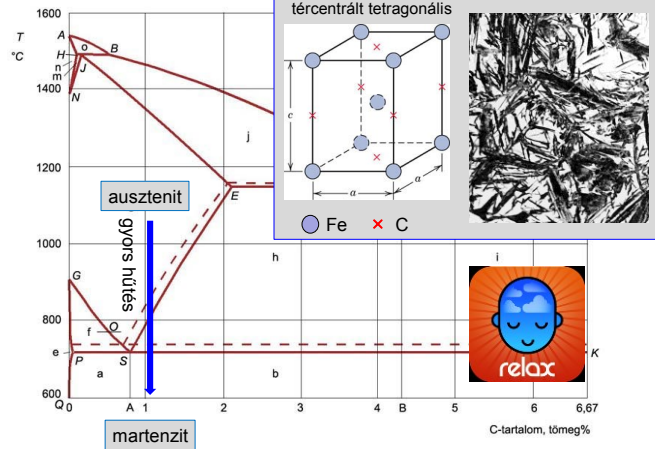 tércentrált tetragonális
c
a
a
Fe
C
1600
T
°C
A
H
o
B
n
m
J
N
1400
j
1200
ausztenit
E
gyors hűtés
1000
h
i
G
800
f
O
e
P
S
K
a
b
600
Q
0
A
1
2
3
4
B
5
6
6,67
martenzit
C-tartalom, tömeg%
relax